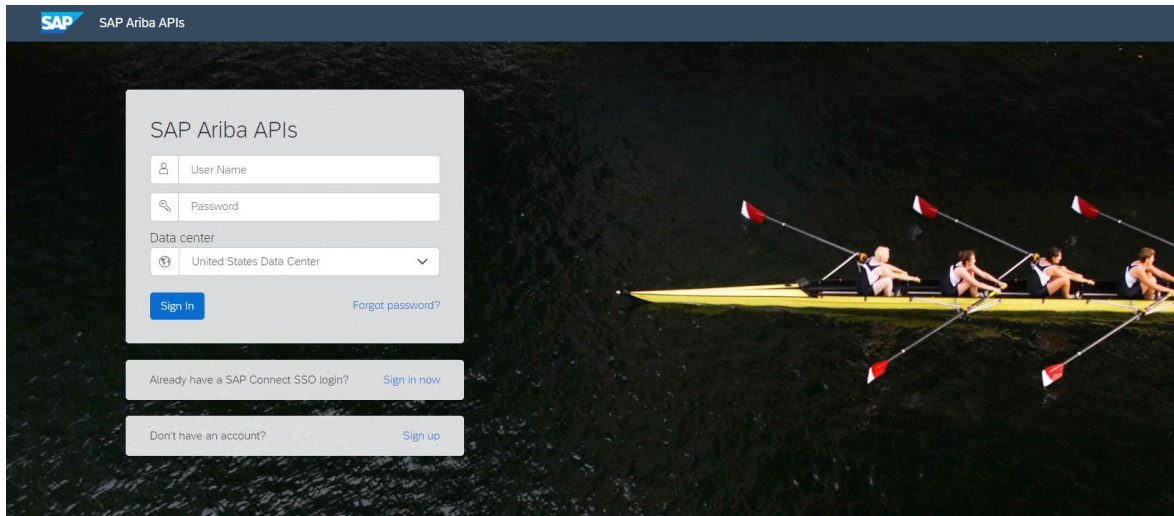 SAP SAP Ariba APIs
SAP Ariba APIs
User Name
Password
Data center
United States Data Center
Sign In Forgot password?
Already have a SAP Connect SSO login? Sign in now
Don't have an account? Sign up